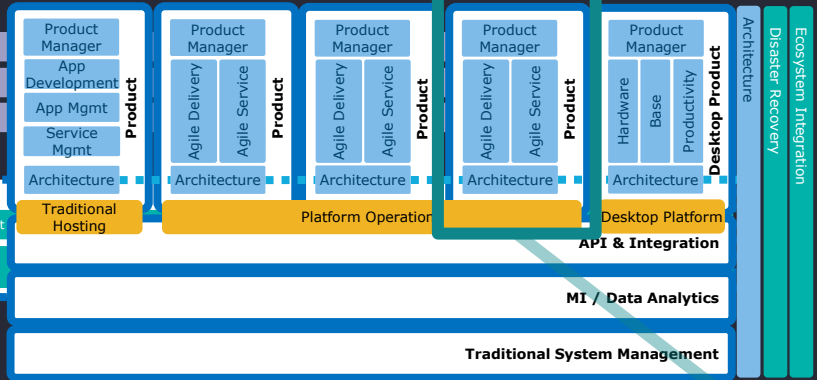 Product
Manager
App
Development
App Mgmt
Service
Mgmt
Architecture
Product
Product
Manager
Agile Delivery
Agile Service
Architecture
Product
Product
Manager
Agile Delivery
Agile Service
Architecture
Product
Product
Manager
Agile Delivery
Agile Service
Architecture
Product
Product
Manager
Hardware
Base
Productivity
Architecture
Desktop Product
Architecture
Disaster Recovery
Ecosystem Integration
Traditional
Hosting
Platform Operation
Desktop Platform
API & Integration
MI / Data Analytics
Traditional System Management